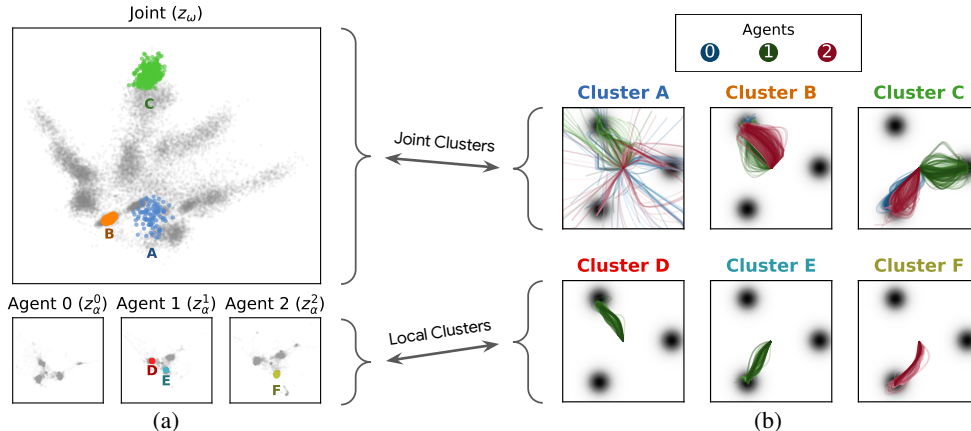 Joint (z_ω)
C
B
A
Agent 0 (z_α^0)
Agent 1 (z_α^1)
Agent 2 (z_α^2)
D
E
F
(a)
Joint Clusters
Local Clusters
Agents
0 1 2
Cluster A
Cluster B
Cluster C
Cluster D
Cluster E
Cluster F
(b)